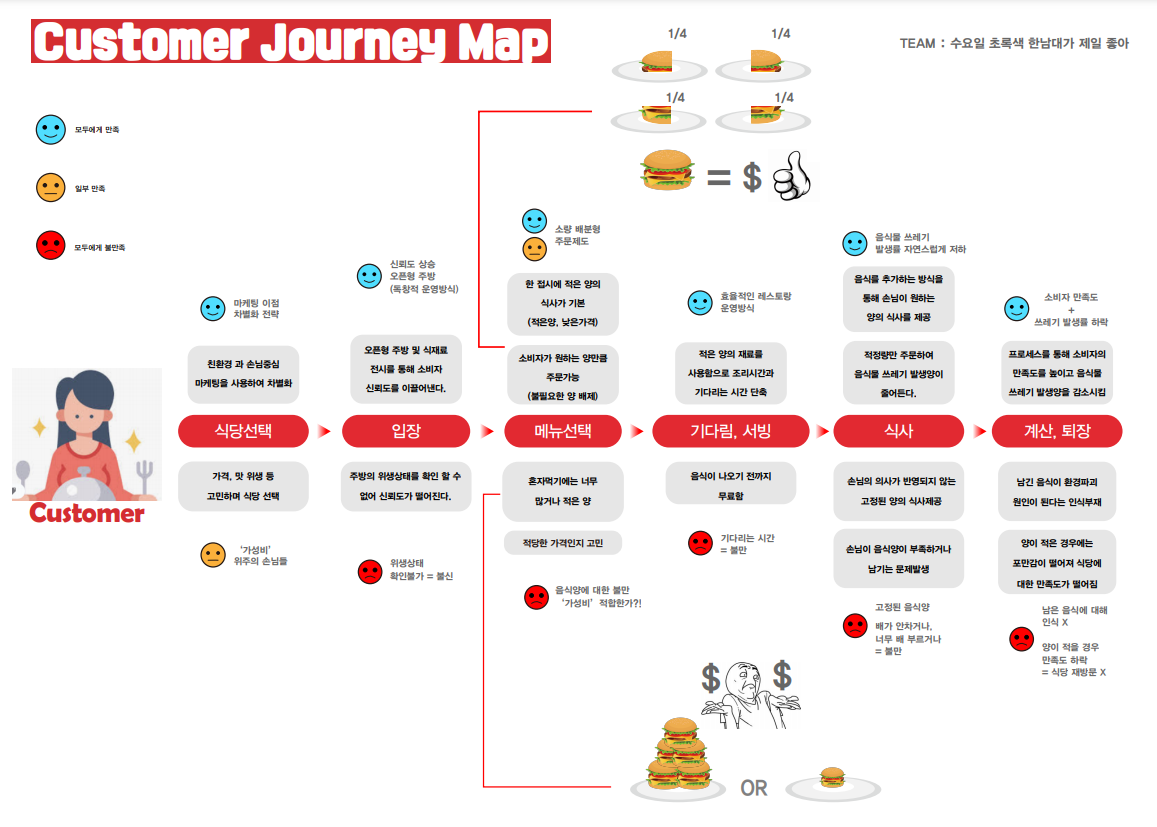 Customer Journey Map
TEAM : 수요일 초록색 한남대가 제일 좋아
1/4
1/4
1/4
1/4
= $
모두에게 만족
일부 만족
모두에게 불만족
마케팅 이점
차별화 전략
친환경 과 손님중심
마케팅을 사용하여 차별화
신뢰도 상승
오픈형 주방
(독창적 운영방식)
오픈형 주방 및 식재료
전시를 통해 소비자
신뢰도를 이끌어낸다.
소량 배분형
주문제도
한 접시에 적은 양의
식사가 기본
(적은양, 낮은가격)
소비자가 원하는 양만큼
주문가능
(불필요한 양 배제)
효율적인 레스토랑
운영방식
적은 양의 재료를
사용함으로 조리시간과
기다리는 시간 단축
음식물 쓰레기
발생률 자연스럽게 저하
음식를 추가하는 방식을
통해 손님이 원하는
양의 식사를 제공
적정량만 주문하여
음식물 쓰레기 발생양이
줄어든다.
소비자 만족도
+
쓰레기 발생률 하락
프로세스를 통해 소비자의
만족도를 높이고 음식물
쓰레기 발생양을 감소시킴
식당선택
입장
메뉴선택
기다림, 서빙
식사
계산, 퇴장
Customer
가격, 맛 위생 등
고민하며 식당 선택
‘가성비’
위주의 손님들
주방의 위생상태를 확인 할 수
없어 신뢰도가 떨어진다.
위생상태
확인불가 = 불신
혼자먹기에는 너무
많거나 적은 양
적당한 가격인지 고민
음식양에 대한 불만
‘가성비’ 적합한가?!
음식이 나오기 전까지
무료함
기다리는 시간
= 불만
손님의 의사가 반영되지 않는
고정된 양의 식사제공
손님이 음식양이 부족하거나
남기는 문제발생
고정된 음식양
배가 안차거나,
너무 배 부르거나
= 불만
남긴 음식이 환경파괴
원인이 된다는 인식부재
양이 적은 경우에는
포만감이 떨어져 식당에
대한 만족도가 떨어짐
남은 음식에 대해
인식 X
양이 적을 경우
만족도 하락
= 식당 재방문 X
$ $
OR